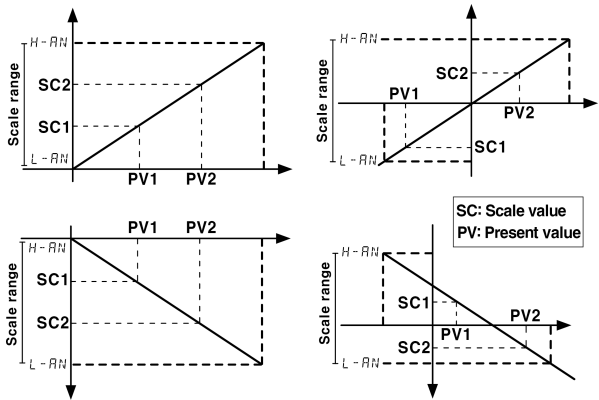 H-AN
Scale range
SC2
SC1
L-AN
PV1 PV2
H-AN
Scale range
SC2
PV1
PV2
SC1
L-AN
SC: Scale value
PV: Present value
PV1 PV2
H-AN
Scale range
SC1
SC2
L-AN
H-AN
Scale range
SC1
PV2
PV1
SC2
L-AN